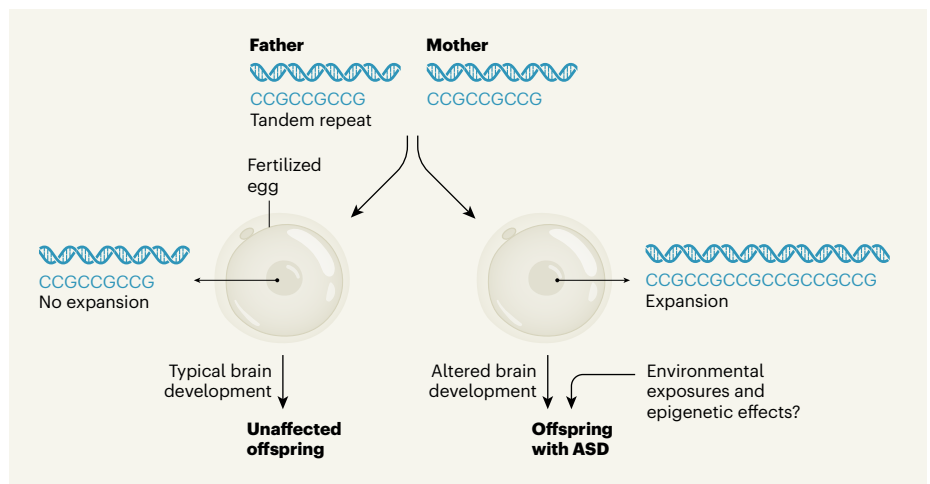 Father
Mother
CCGCCGCCG
CCGCCGCCG
Tandem repeat
Fertilized
egg
CCGCCGCCG
No expansion
CCGCCGCCGCCGCCGCCG
Expansion
Typical brain
development
Unaffected
offspring
Altered brain
development
Offspring
with ASD
Environmental
exposures and
epigenetic effects?